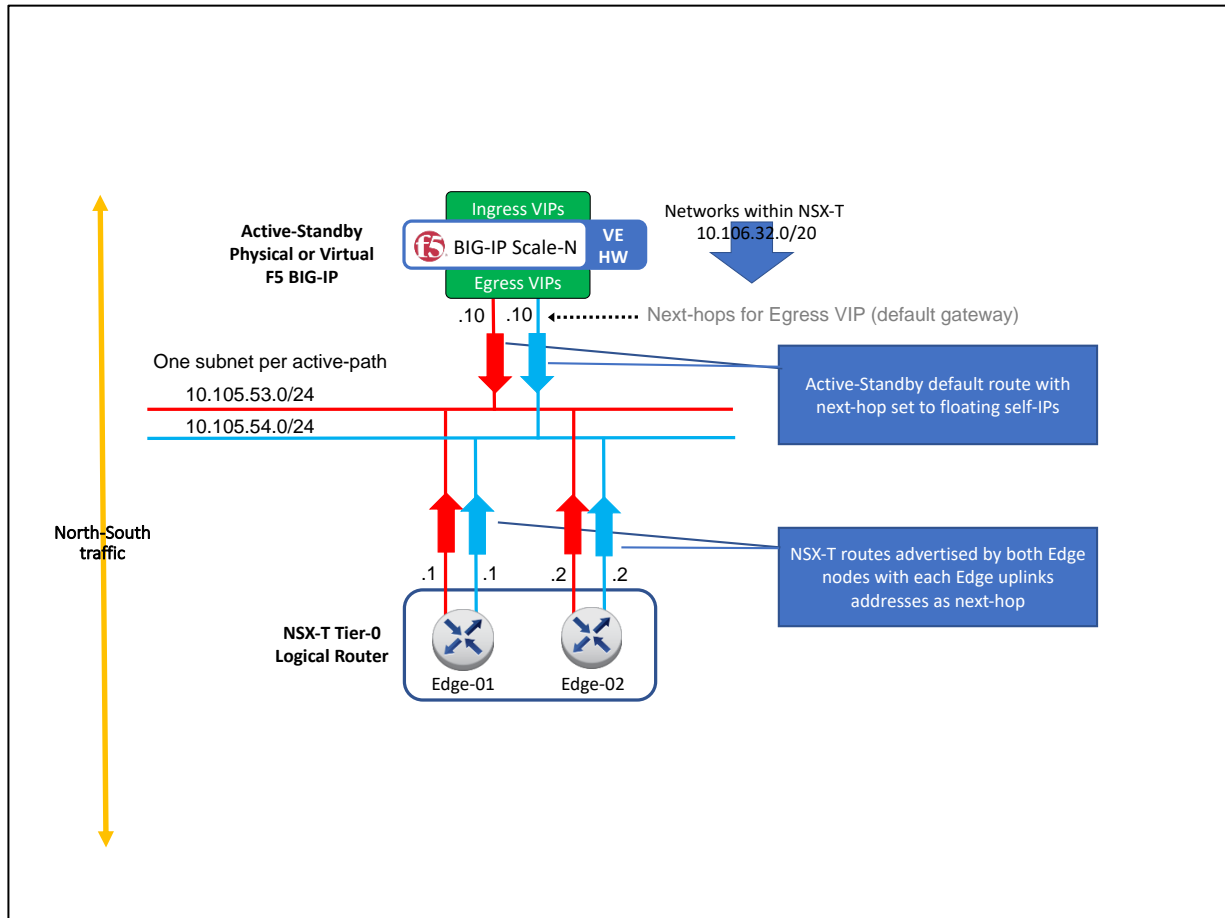 Ingress VIPs
f5
BIG-IP Scale-N
VE
HW
Egress VIPs
Active-Standby
Physical or Virtual
F5 BIG-IP
Networks within NSX-T
10.106.32.0/20
.10
.10
Next-hops for Egress VIP (default gateway)
One subnet per active-path
10.105.53.0/24
10.105.54.0/24
Active-Standby default route with
next-hop set to floating self-IPs
North-South
traffic
NSX-T routes advertised by both Edge
nodes with each Edge uplinks
addresses as next-hop
.1
.1
.2
.2
NSX-T Tier-0
Logical Router
Edge-01
Edge-02